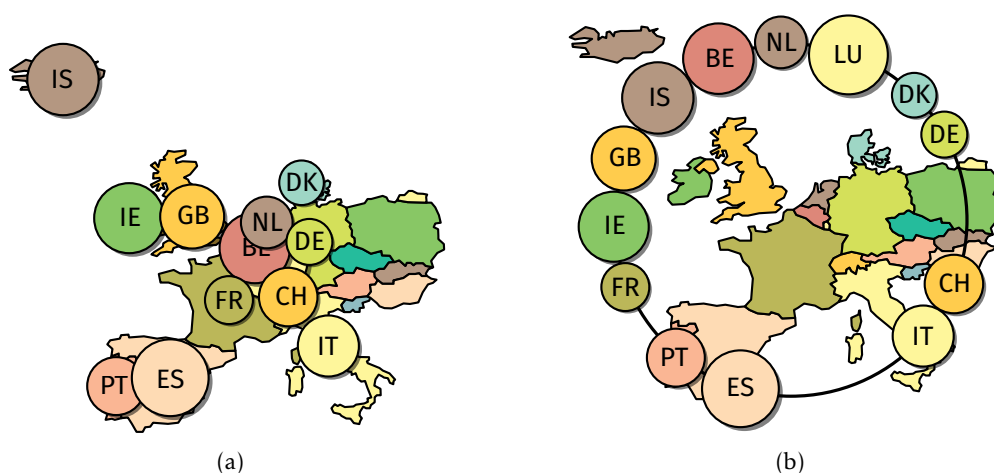 IS
DK
IE
GB
NL
BE
DE
FR
CH
IT
PT
ES
(a)
NL
BE
LU
IS
DK
DE
GB
IE
FR
CH
IT
PT
ES
(b)